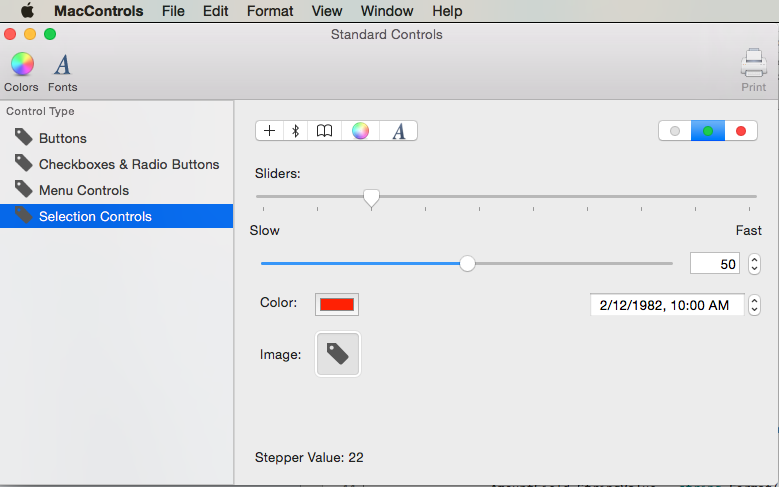 MacControls File Edit Format View Window Help
Standard Controls
Colors Fonts
Print
Control Type
Buttons
Checkboxes & Radio Buttons
Menu Controls
Selection Controls
Sliders:
Slow Fast
50
Color:
2/12/1982, 10:00 AM
Image:
Stepper Value: 22